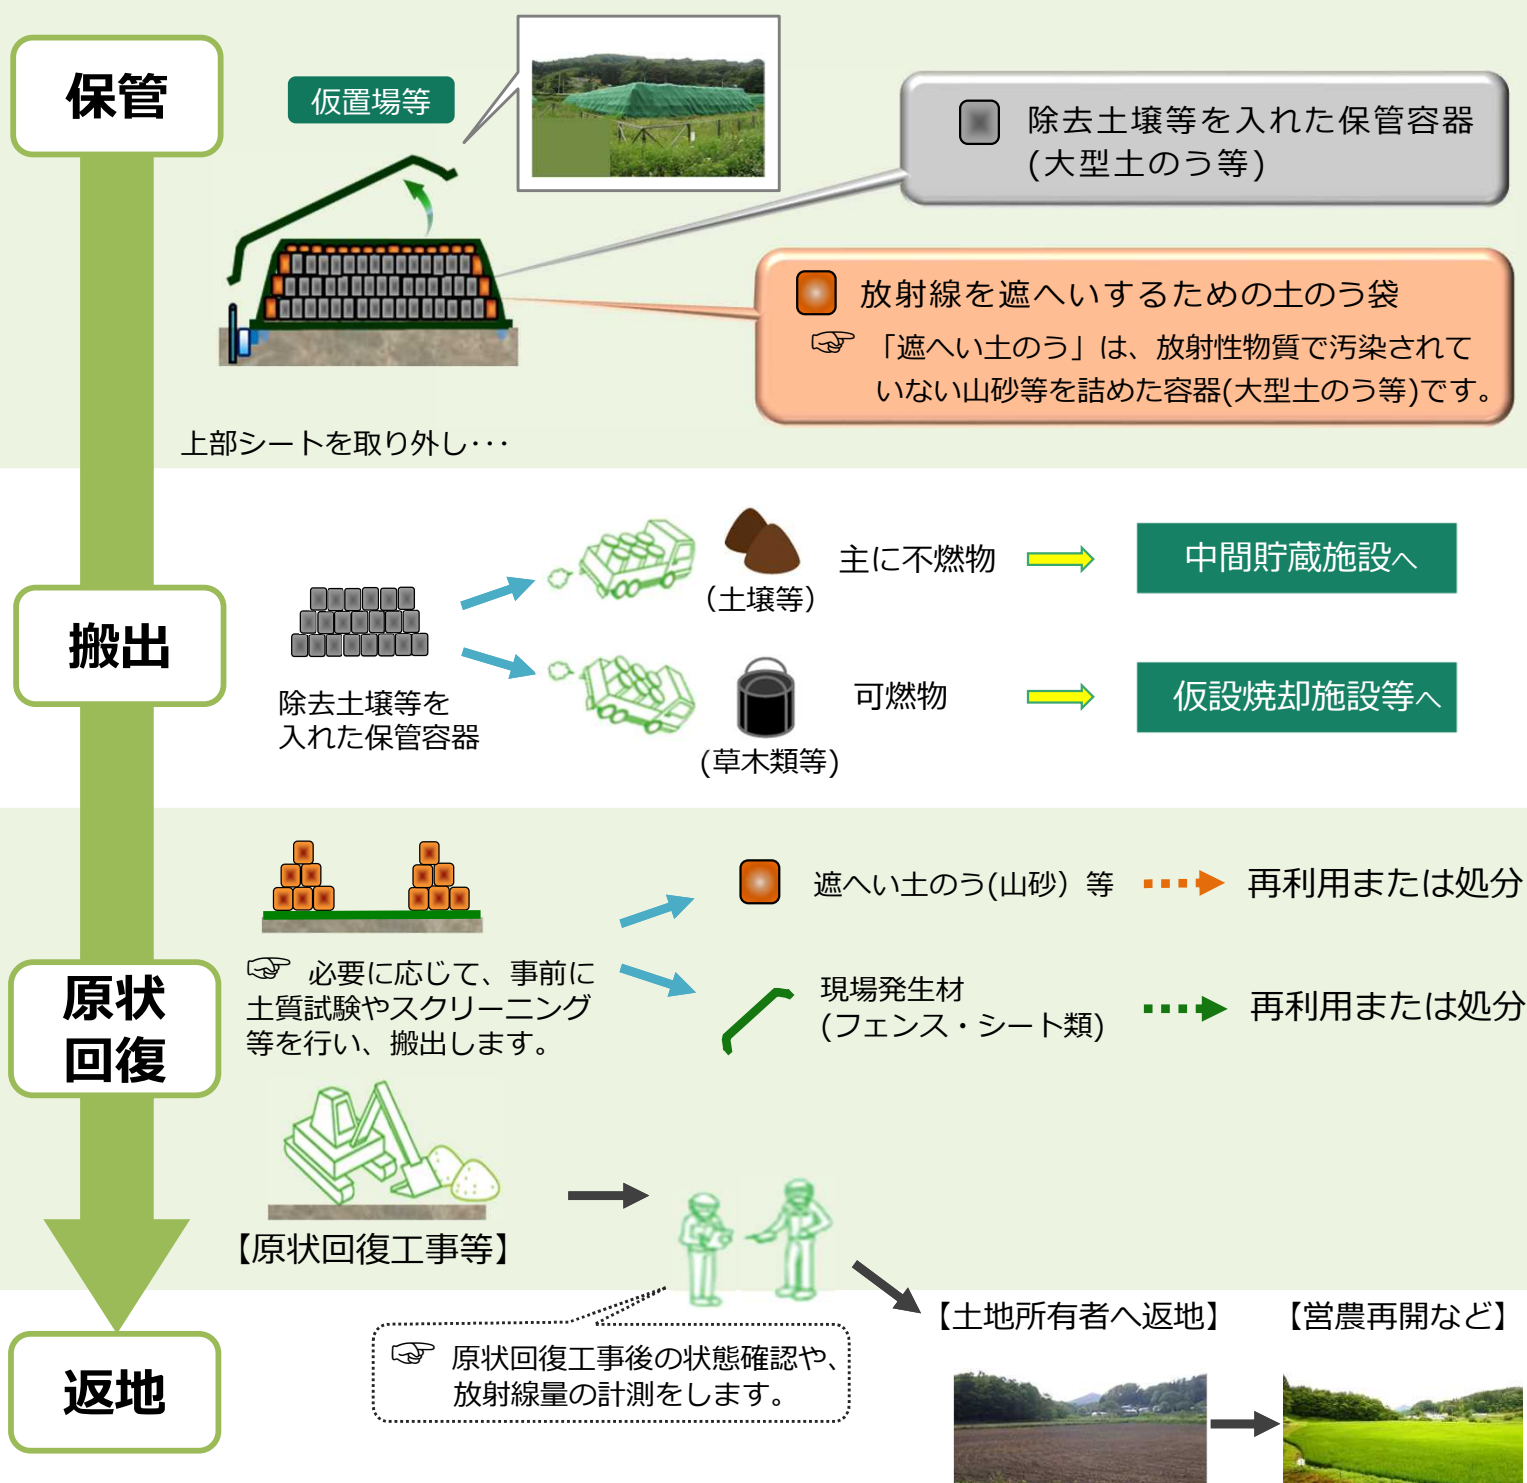 保管
仮置場等
除去土壌等を入れた保管容器
(大型土のう等)
放射線を遮へいするための土のう袋
☞ 「遮へい土のう」は、放射性物質で汚染されて
いない山砂等を詰めた容器(大型土のう等)です。
上部シートを取り外し･･･
搬出
除去土壌等を
入れた保管容器
（土壌等）
主に不燃物
中間貯蔵施設へ
(草木類等)
可燃物
仮設焼却施設等へ
原状
回復
☞ 必要に応じて、事前に
土質試験やスクリーニング
等を行い、搬出します。
遮へい土のう(山砂）等
再利用または処分
現場発生材
(フェンス・シート類)
再利用または処分
【原状回復工事等】
☞ 原状回復工事後の状態確認や、
放射線量の計測をします。
返地
【土地所有者へ返地】
【営農再開など】